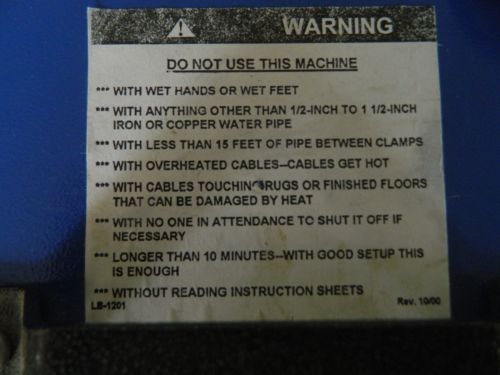 WARNING
DO NOT USE THIS MACHINE
*** WITH WET HANDS OR WET FEET
*** WITH ANYTHING OTHER THAN 1/2-INCH TO 1 1/2-INCH
IRON OR COPPER WATER PIPE
*** WITH LESS THAN 15 FEET OF PIPE BETWEEN CLAMPS
*** WITH OVERHEATED CABLES--CABLES GET HOT
*** WITH CABLES TOUCHING RUGS OR FINISHED FLOORS
THAT CAN BE DAMAGED BY HEAT
*** WITH NO ONE IN ATTENDANCE TO SHUT IT OFF IF
NECESSARY
*** LONGER THAN 10 MINUTES--WITH GOOD SETUP THIS
IS ENOUGH
*** WITHOUT READING INSTRUCTION SHEETS
LB-1201 Rev. 10/00